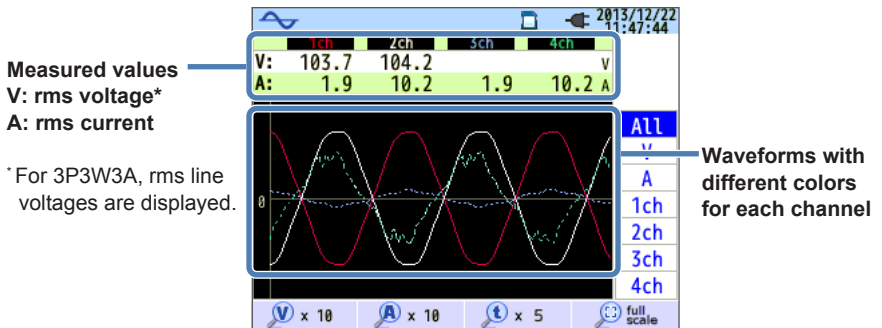 2013/12/22
11:47:44
1ch 2ch 3ch 4ch
V: 103.7 104.2 V
A: 1.9 10.2 1.9 10.2 A
Measured values
V: rms voltage*
A: rms current
* For 3P3W3A, rms line
voltages are displayed.
0
All
V
A
1ch
2ch
3ch
4ch
Waveforms with
different colors
for each channel
V x 10 A x 10 t x 5 full
scale